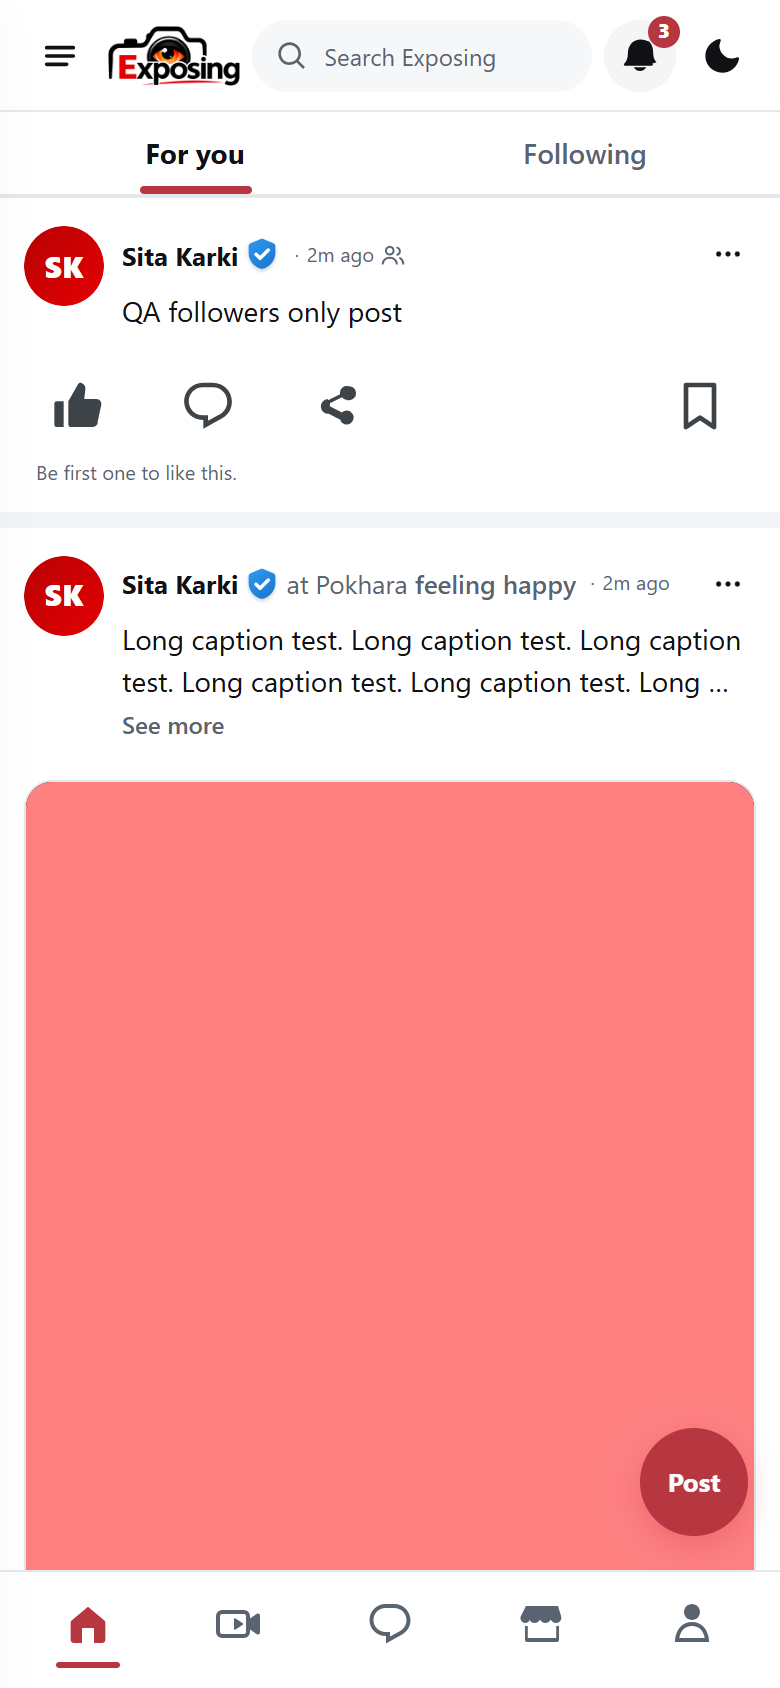 Exposing
Search Exposing
3
For you
Following
SK
Sita Karki · 2m ago
QA followers only post
Be first one to like this.
SK
Sita Karki at Pokhara feeling happy · 2m ago
Long caption test. Long caption test. Long caption
test. Long caption test. Long caption test. Long ...
See more
Post